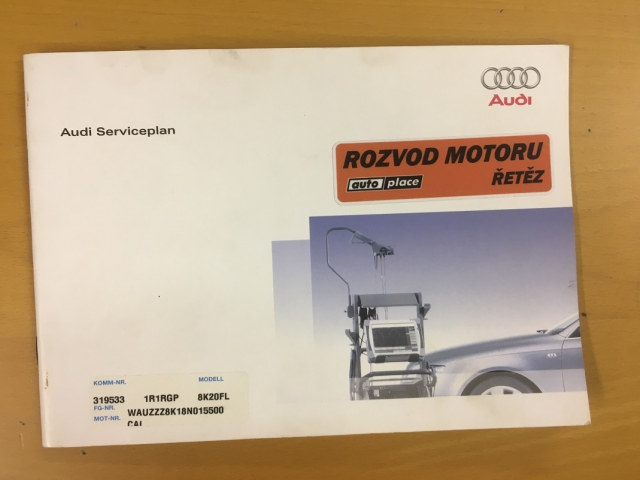 Audi
Audi Serviceplan
ROZVOD MOTORU
auto place
ŘETĚZ
KOMM-NR. MODELL
319533 1R1RGP 8K20FL
FG-NR. WAUZZZ8K18N015500
MOT-NR.